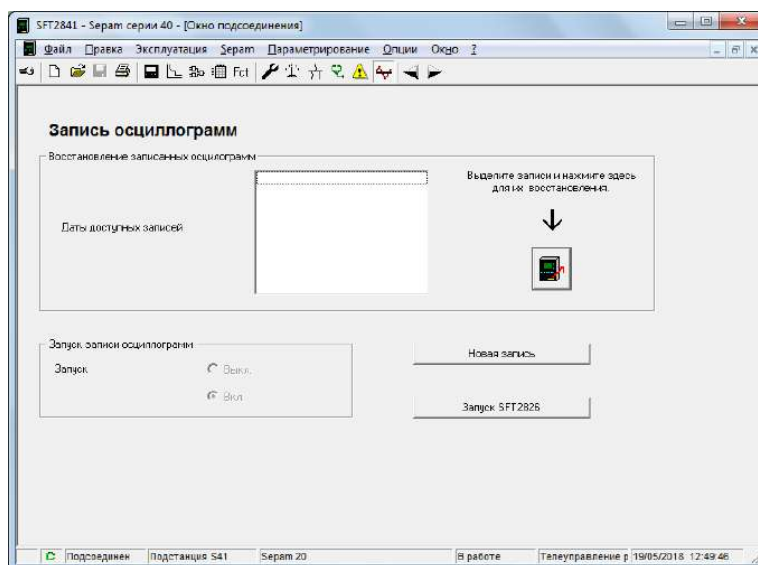 SFT2841 - Sepam серии 40 - [Окно подсоединения]
Файл Правка Эксплуатация Sepam Параметрирование Опции Окно ?
Fct
Запись осциллограмм
Восстановление записанных осцилограмм
Выделите записи и нажмите здесь
для их восстановления.
Даты доступных записей
Запуск записи осциллограмм
Запуск
Выкл.
Вкл
Новая запись
Запуск SFT2826
Подсоединен Подстанция S41 Sepam 20 В работе Телеуправление р 19/05/2018 12:49:46